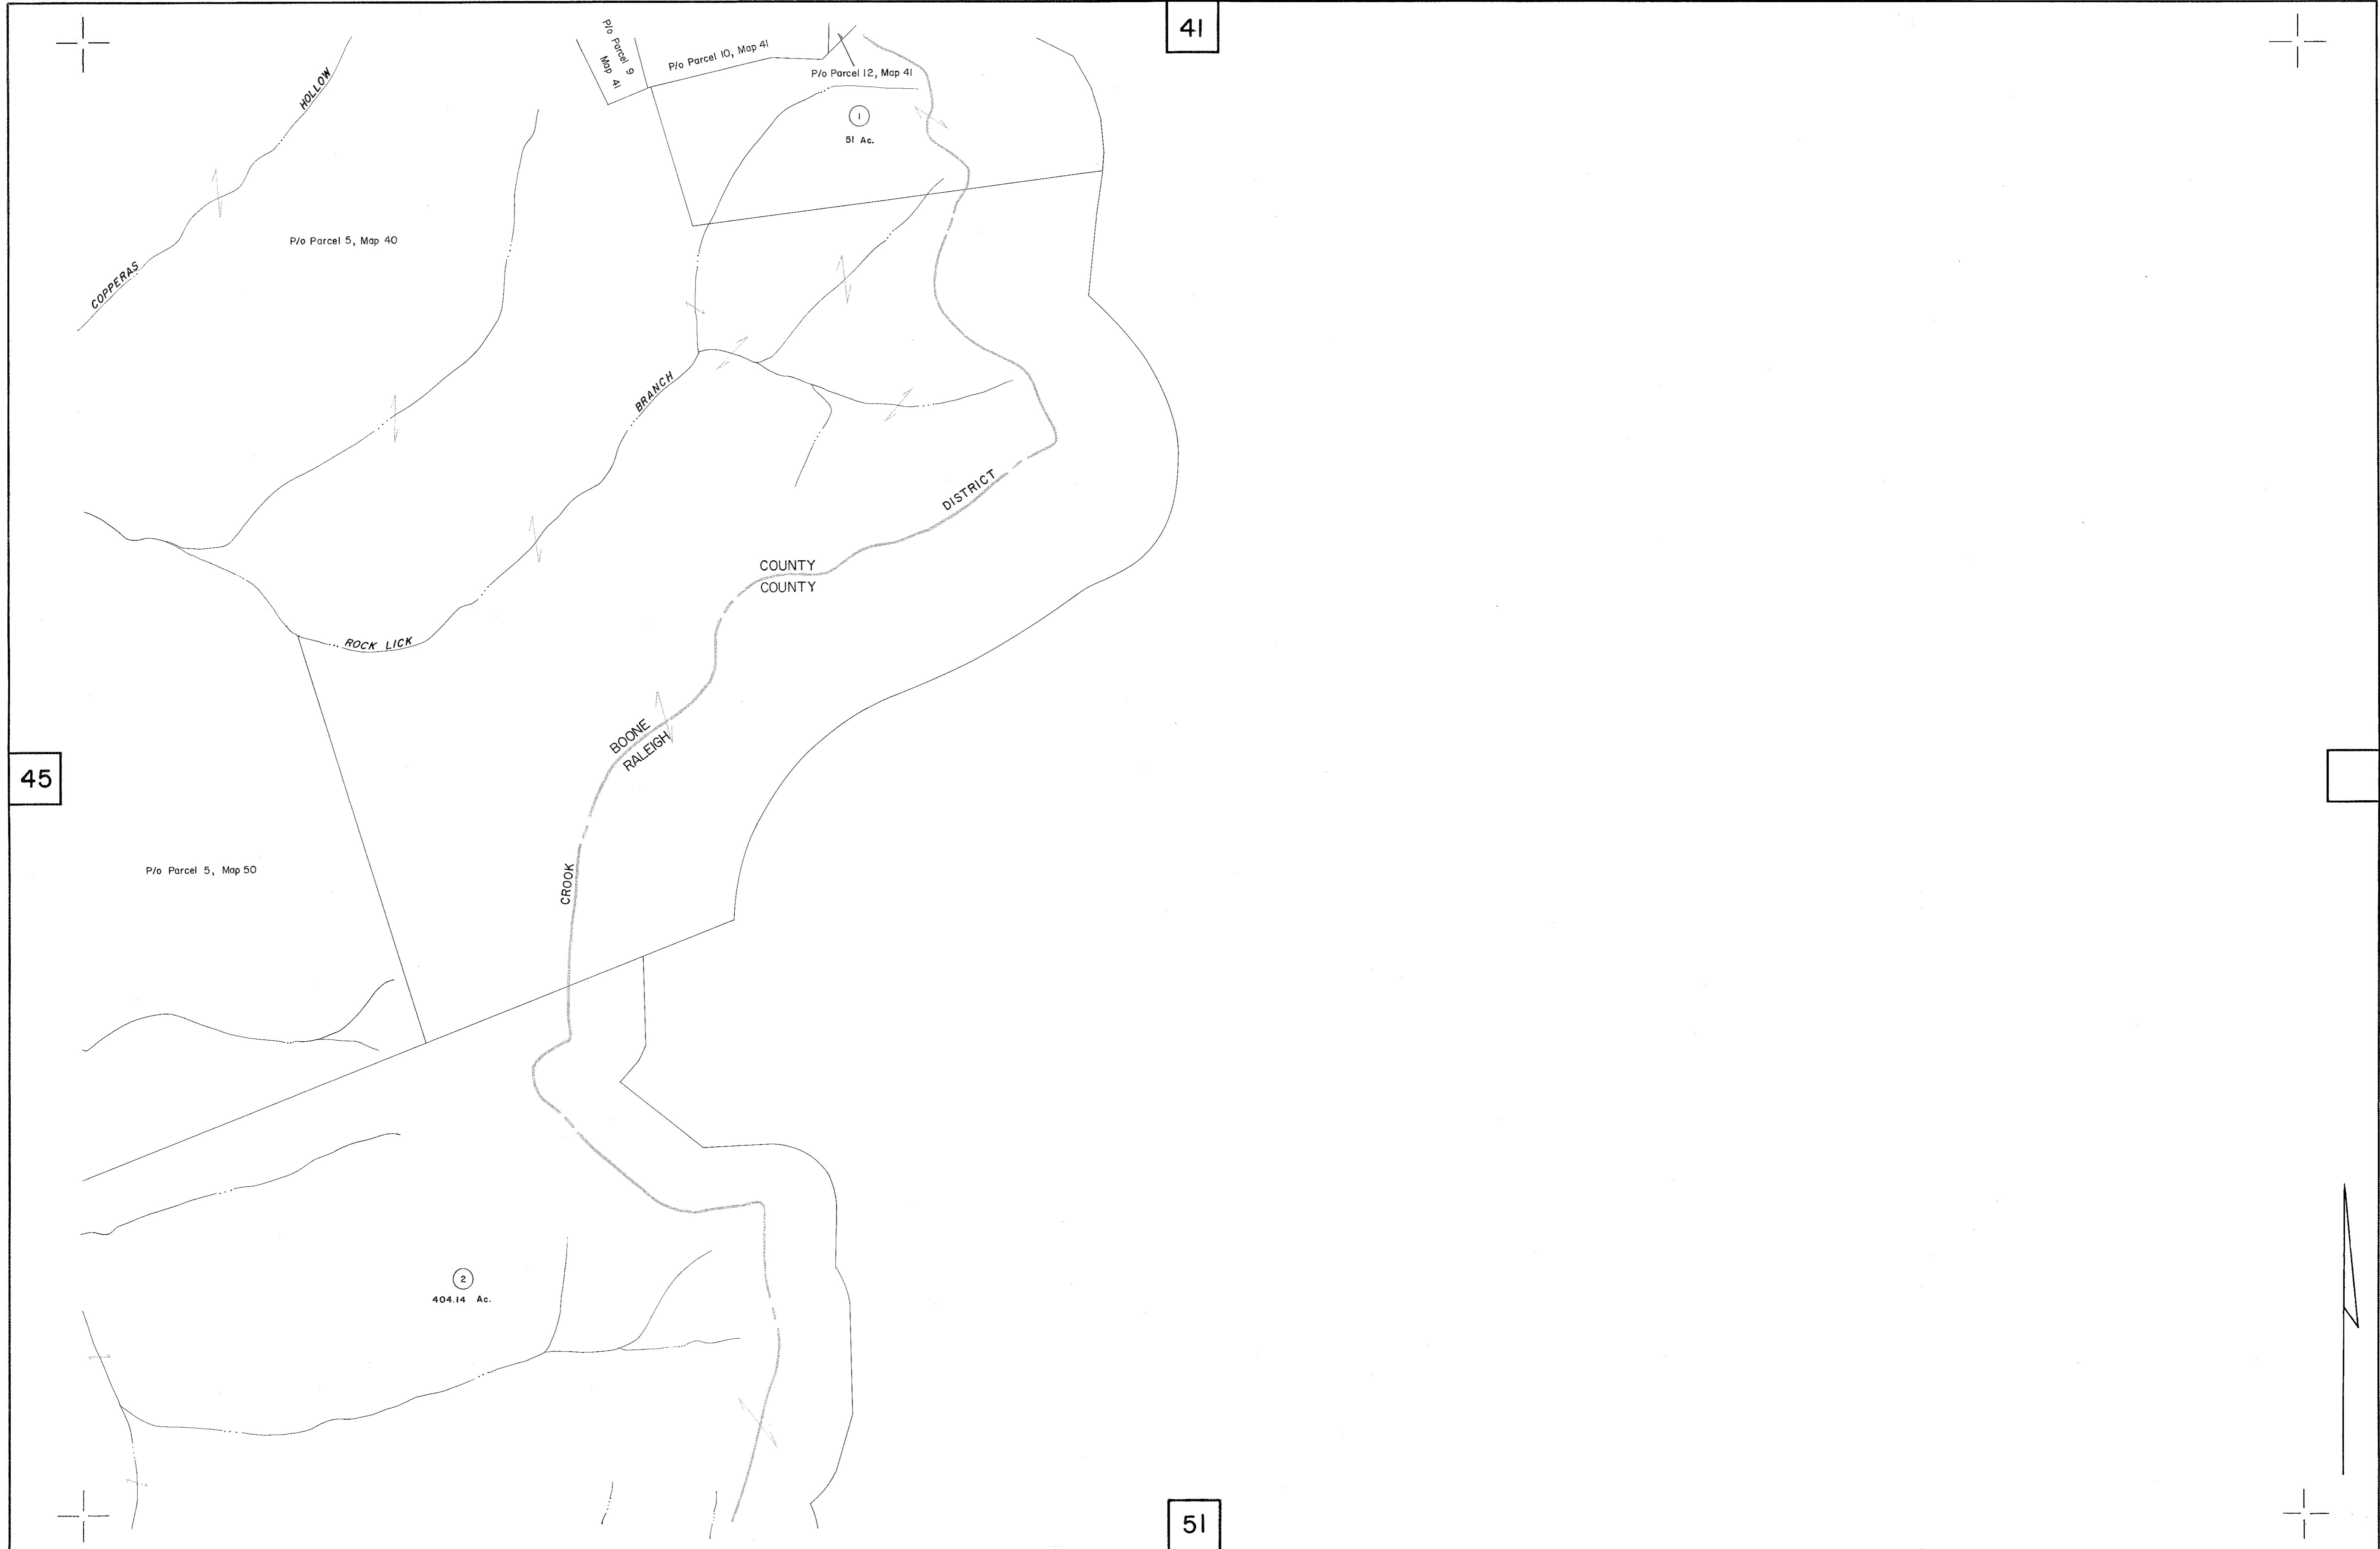 41
P/o Parcel 9
Map 41
P/o Parcel 10, Map 41
P/o Parcel 12, Map 41
1
51 Ac.
HOLLOW
COPPERAS
P/o Parcel 5, Map 40
BRANCH
DISTRICT
COUNTY
COUNTY
ROCK LICK
BOONE
RALEIGH
45
CROOK
P/o Parcel 5, Map 50
2
404.14 Ac.
51